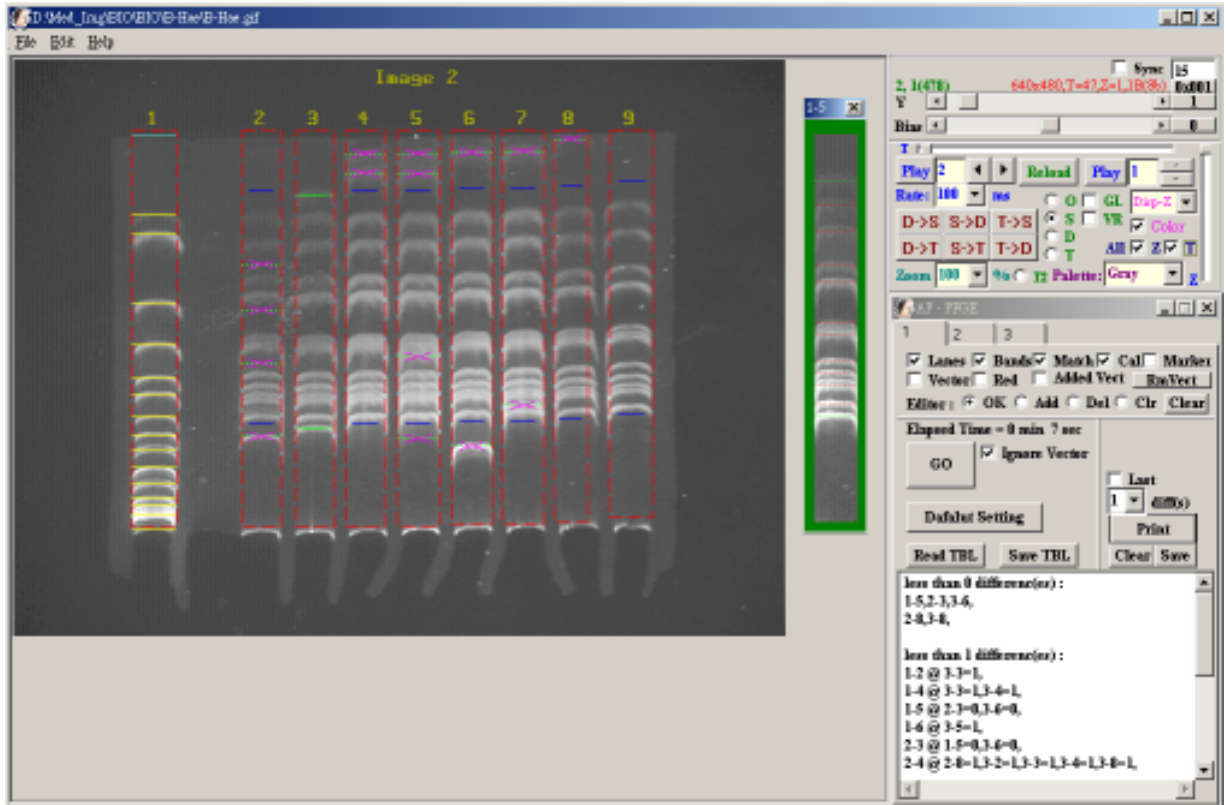 D:\Med_Img\BIO\BIO\B-Hae\B-Hae.gif
File Edit Help
Image 2
1 2 3 4 5 6 7 8 9
1-5
Sync 15
2, 1(478) 640x480,T=47,Z=1,1B(8b) 0x001
Y 1
Bias 0
T
Play 2 Reload Play 1
Rate: 100 ms O GL Disp-Z
D->S S->D T->S S VR Color
D->T S->T T->D D All Z T
T
Zoom 100 % T2 Palette: Gray Z
AP - PFGE
1 2 3
Lanes Bands Match Cal Marker
Vector Red Added Vect RmVect
Editor : OK Add Del Clr Clear
Elapsed Time = 0 min 7 sec
GO Ignore Vector
Last
1 diff(s)
Dafalut Setting Print
Read TBL Save TBL Clear Save
less than 0 differenc(es) :
1-5,2-3,3-6,
2-8,3-8,
less than 1 differenc(es) :
1-2 @ 3-3=1,
1-4 @ 3-3=1,3-4=1,
1-5 @ 2-3=0,3-6=0,
1-6 @ 3-5=1,
2-3 @ 1-5=0,3-6=0,
2-4 @ 2-8=1,3-2=1,3-3=1,3-4=1,3-8=1,